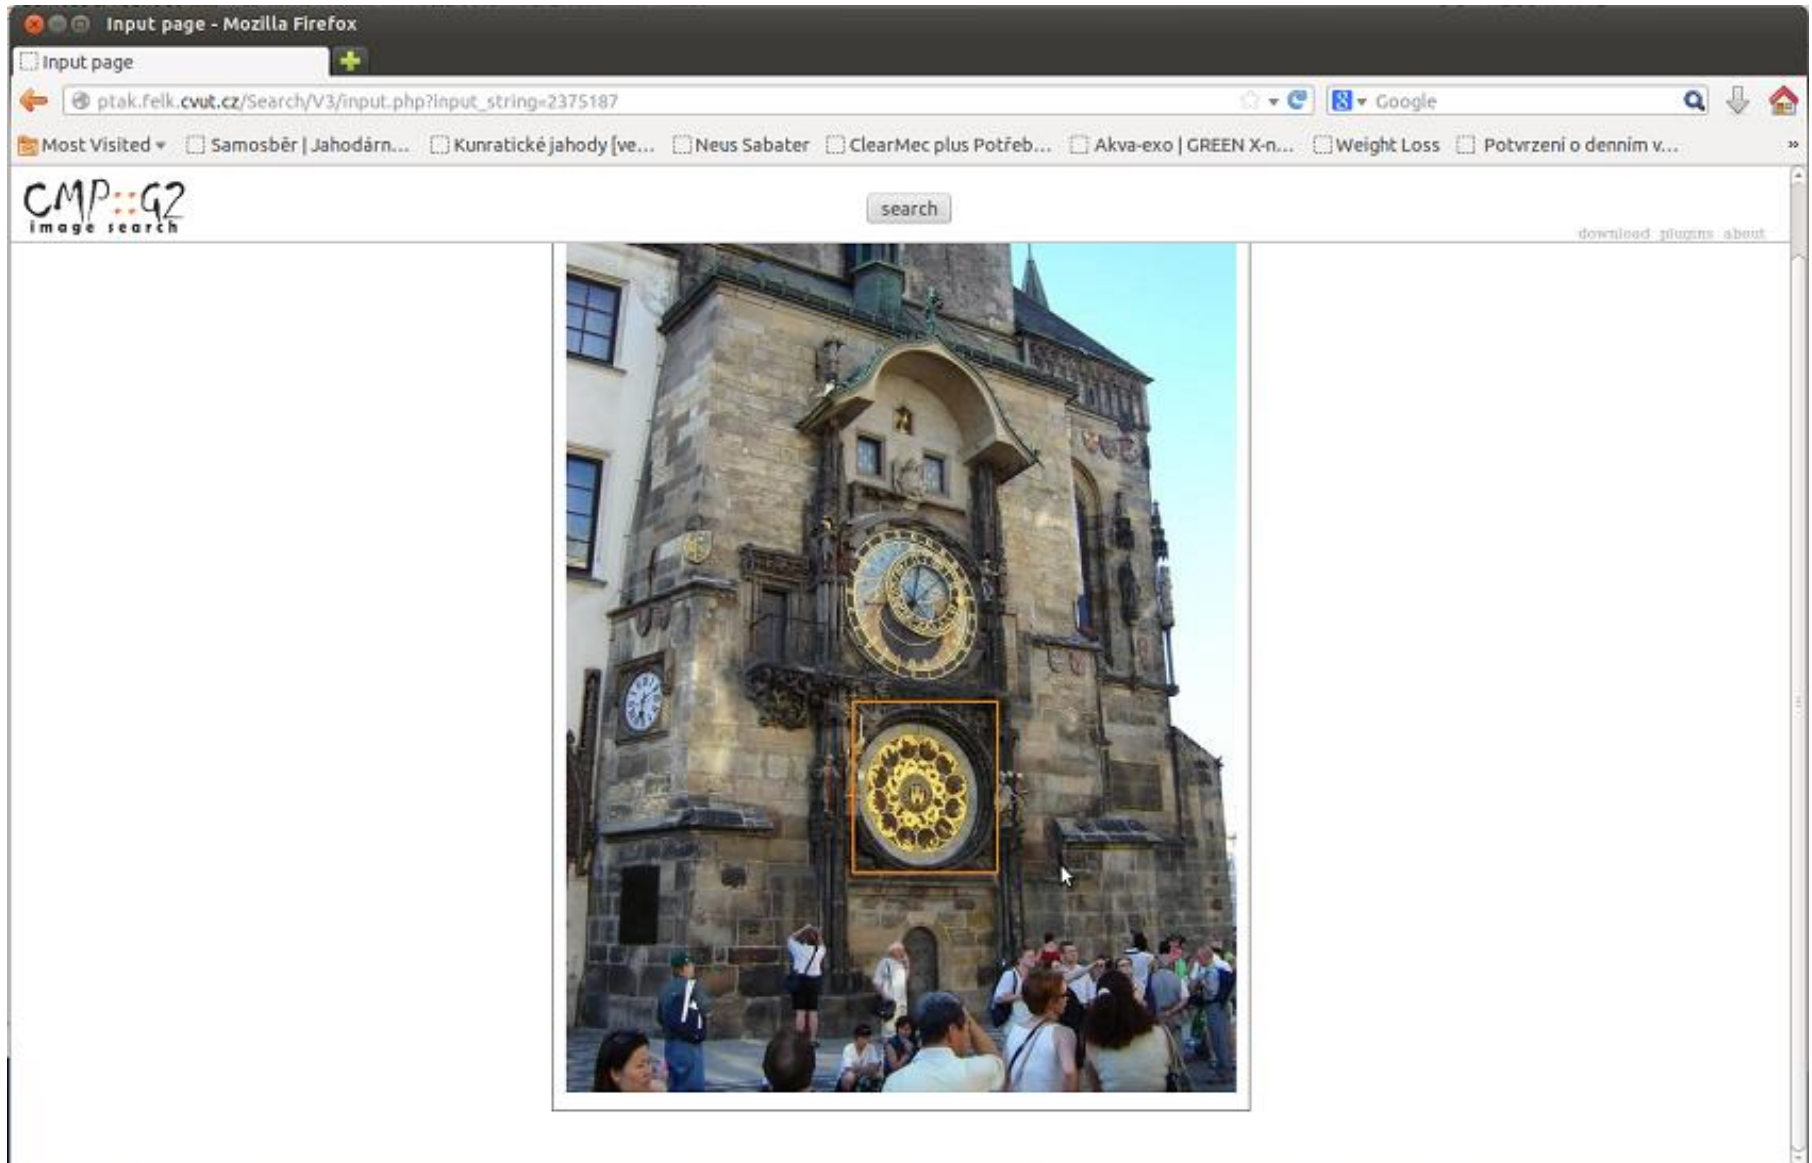 Input page - Mozilla Firefox
Input page
ptak.felk.cvut.cz/Search/V3/input.php?input_string=2375187
Google
Most Visited
Samosběr | Jahodárn...
Kunratické jahody [ve...
Neus Sabater
ClearMec plus Potřeb...
Akva-exo | GREEN X-n...
Weight Loss
Potvrzení o denním v...
»
CMP::G2
image search
search
download plugins about